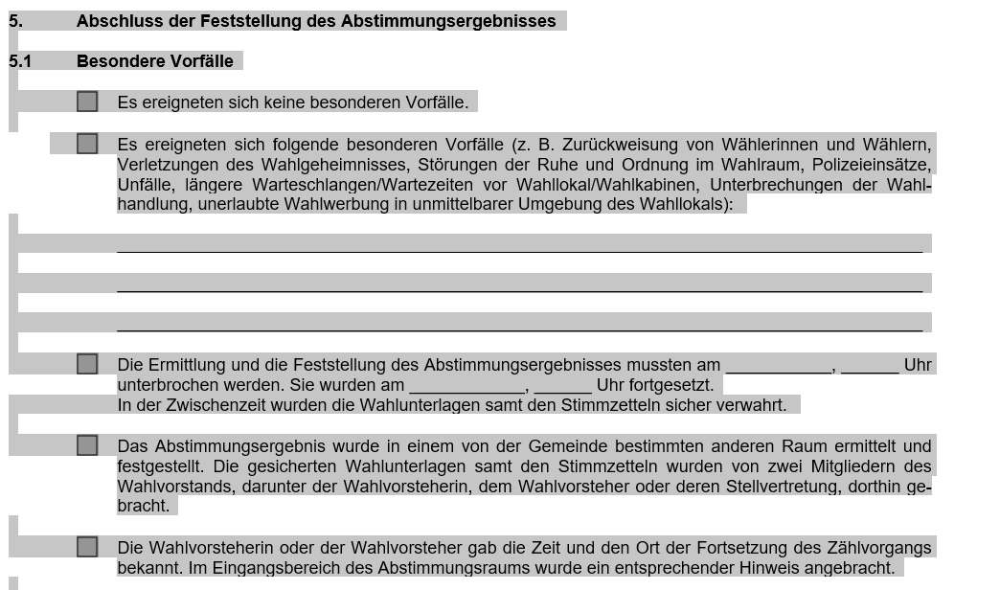 5. Abschluss der Feststellung des Abstimmungsergebnisses
5.1 Besondere Vorfälle
Es ereigneten sich keine besonderen Vorfälle.
Es ereigneten sich folgende besonderen Vorfälle (z. B. Zurückweisung von Wählerinnen und Wählern,
Verletzungen des Wahlgeheimnisses, Störungen der Ruhe und Ordnung im Wahlraum, Polizeieinsätze,
Unfälle, längere Warteschlangen/Wartezeiten vor Wahllokal/Wahlkabinen, Unterbrechungen der Wahl-
handlung, unerlaubte Wahlwerbung in unmittelbarer Umgebung des Wahllokals):
Die Ermittlung und die Feststellung des Abstimmungsergebnisses mussten am ___________, ______ Uhr
unterbrochen werden. Sie wurden am ____________, ______ Uhr fortgesetzt.
In der Zwischenzeit wurden die Wahlunterlagen samt den Stimmzetteln sicher verwahrt.
Das Abstimmungsergebnis wurde in einem von der Gemeinde bestimmten anderen Raum ermittelt und
festgestellt. Die gesicherten Wahlunterlagen samt den Stimmzetteln wurden von zwei Mitgliedern des
Wahlvorstands, darunter der Wahlvorsteherin, dem Wahlvorsteher oder deren Stellvertretung, dorthin ge-
bracht.
Die Wahlvorsteherin oder der Wahlvorsteher gab die Zeit und den Ort der Fortsetzung des Zählvorgangs
bekannt. Im Eingangsbereich des Abstimmungsraums wurde ein entsprechender Hinweis angebracht.